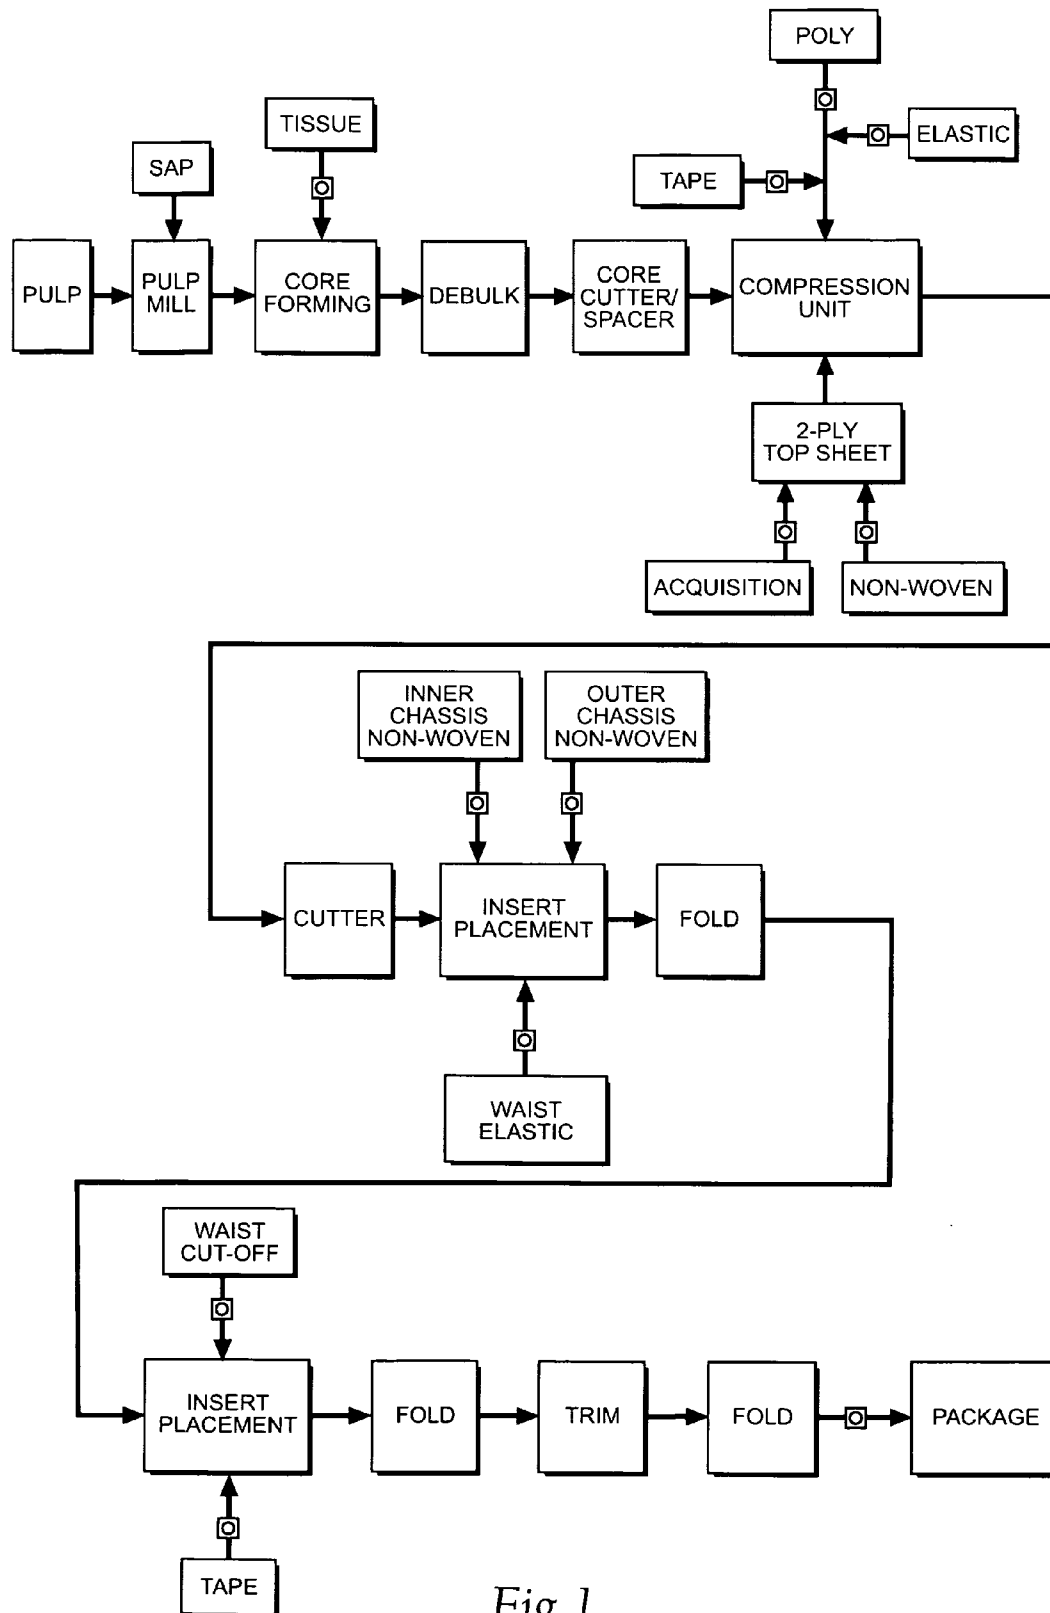 POLY
TISSUE
ELASTIC
SAP
TAPE
PULP
PULP
MILL
CORE
FORMING
DEBULK
CORE
CUTTER/
SPACER
COMPRESSION
UNIT
2-PLY
TOP SHEET
ACQUISITION
NON-WOVEN
INNER
CHASSIS
NON-WOVEN
OUTER
CHASSIS
NON-WOVEN
CUTTER
INSERT
PLACEMENT
FOLD
WAIST
ELASTIC
WAIST
CUT-OFF
INSERT
PLACEMENT
FOLD
TRIM
FOLD
PACKAGE
TAPE
Fig. 1